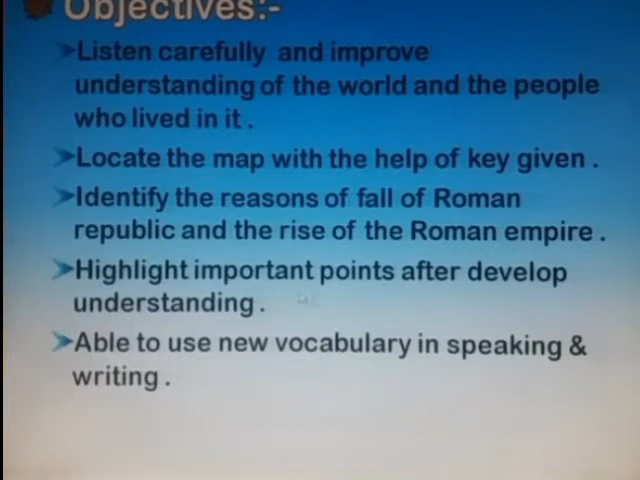 Objectives:-
Listen carefully and improve
understanding of the world and the people
who lived in it .
Locate the map with the help of key given .
Identify the reasons of fall of Roman
republic and the rise of the Roman empire .
Highlight important points after develop
understanding .
Able to use new vocabulary in speaking &
writing .